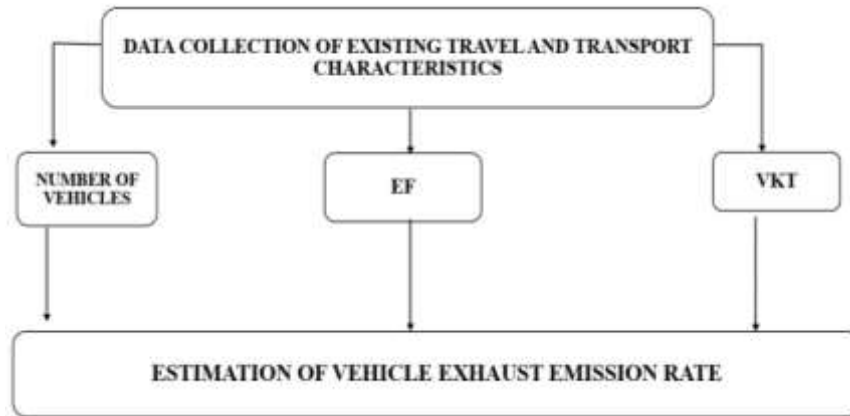 DATA COLLECTION OF EXISTING TRAVEL AND TRANSPORT
CHARACTERISTICS
NUMBER OF
VEHICLES
EF
VKT
ESTIMATION OF VEHICLE EXHAUST EMISSION RATE